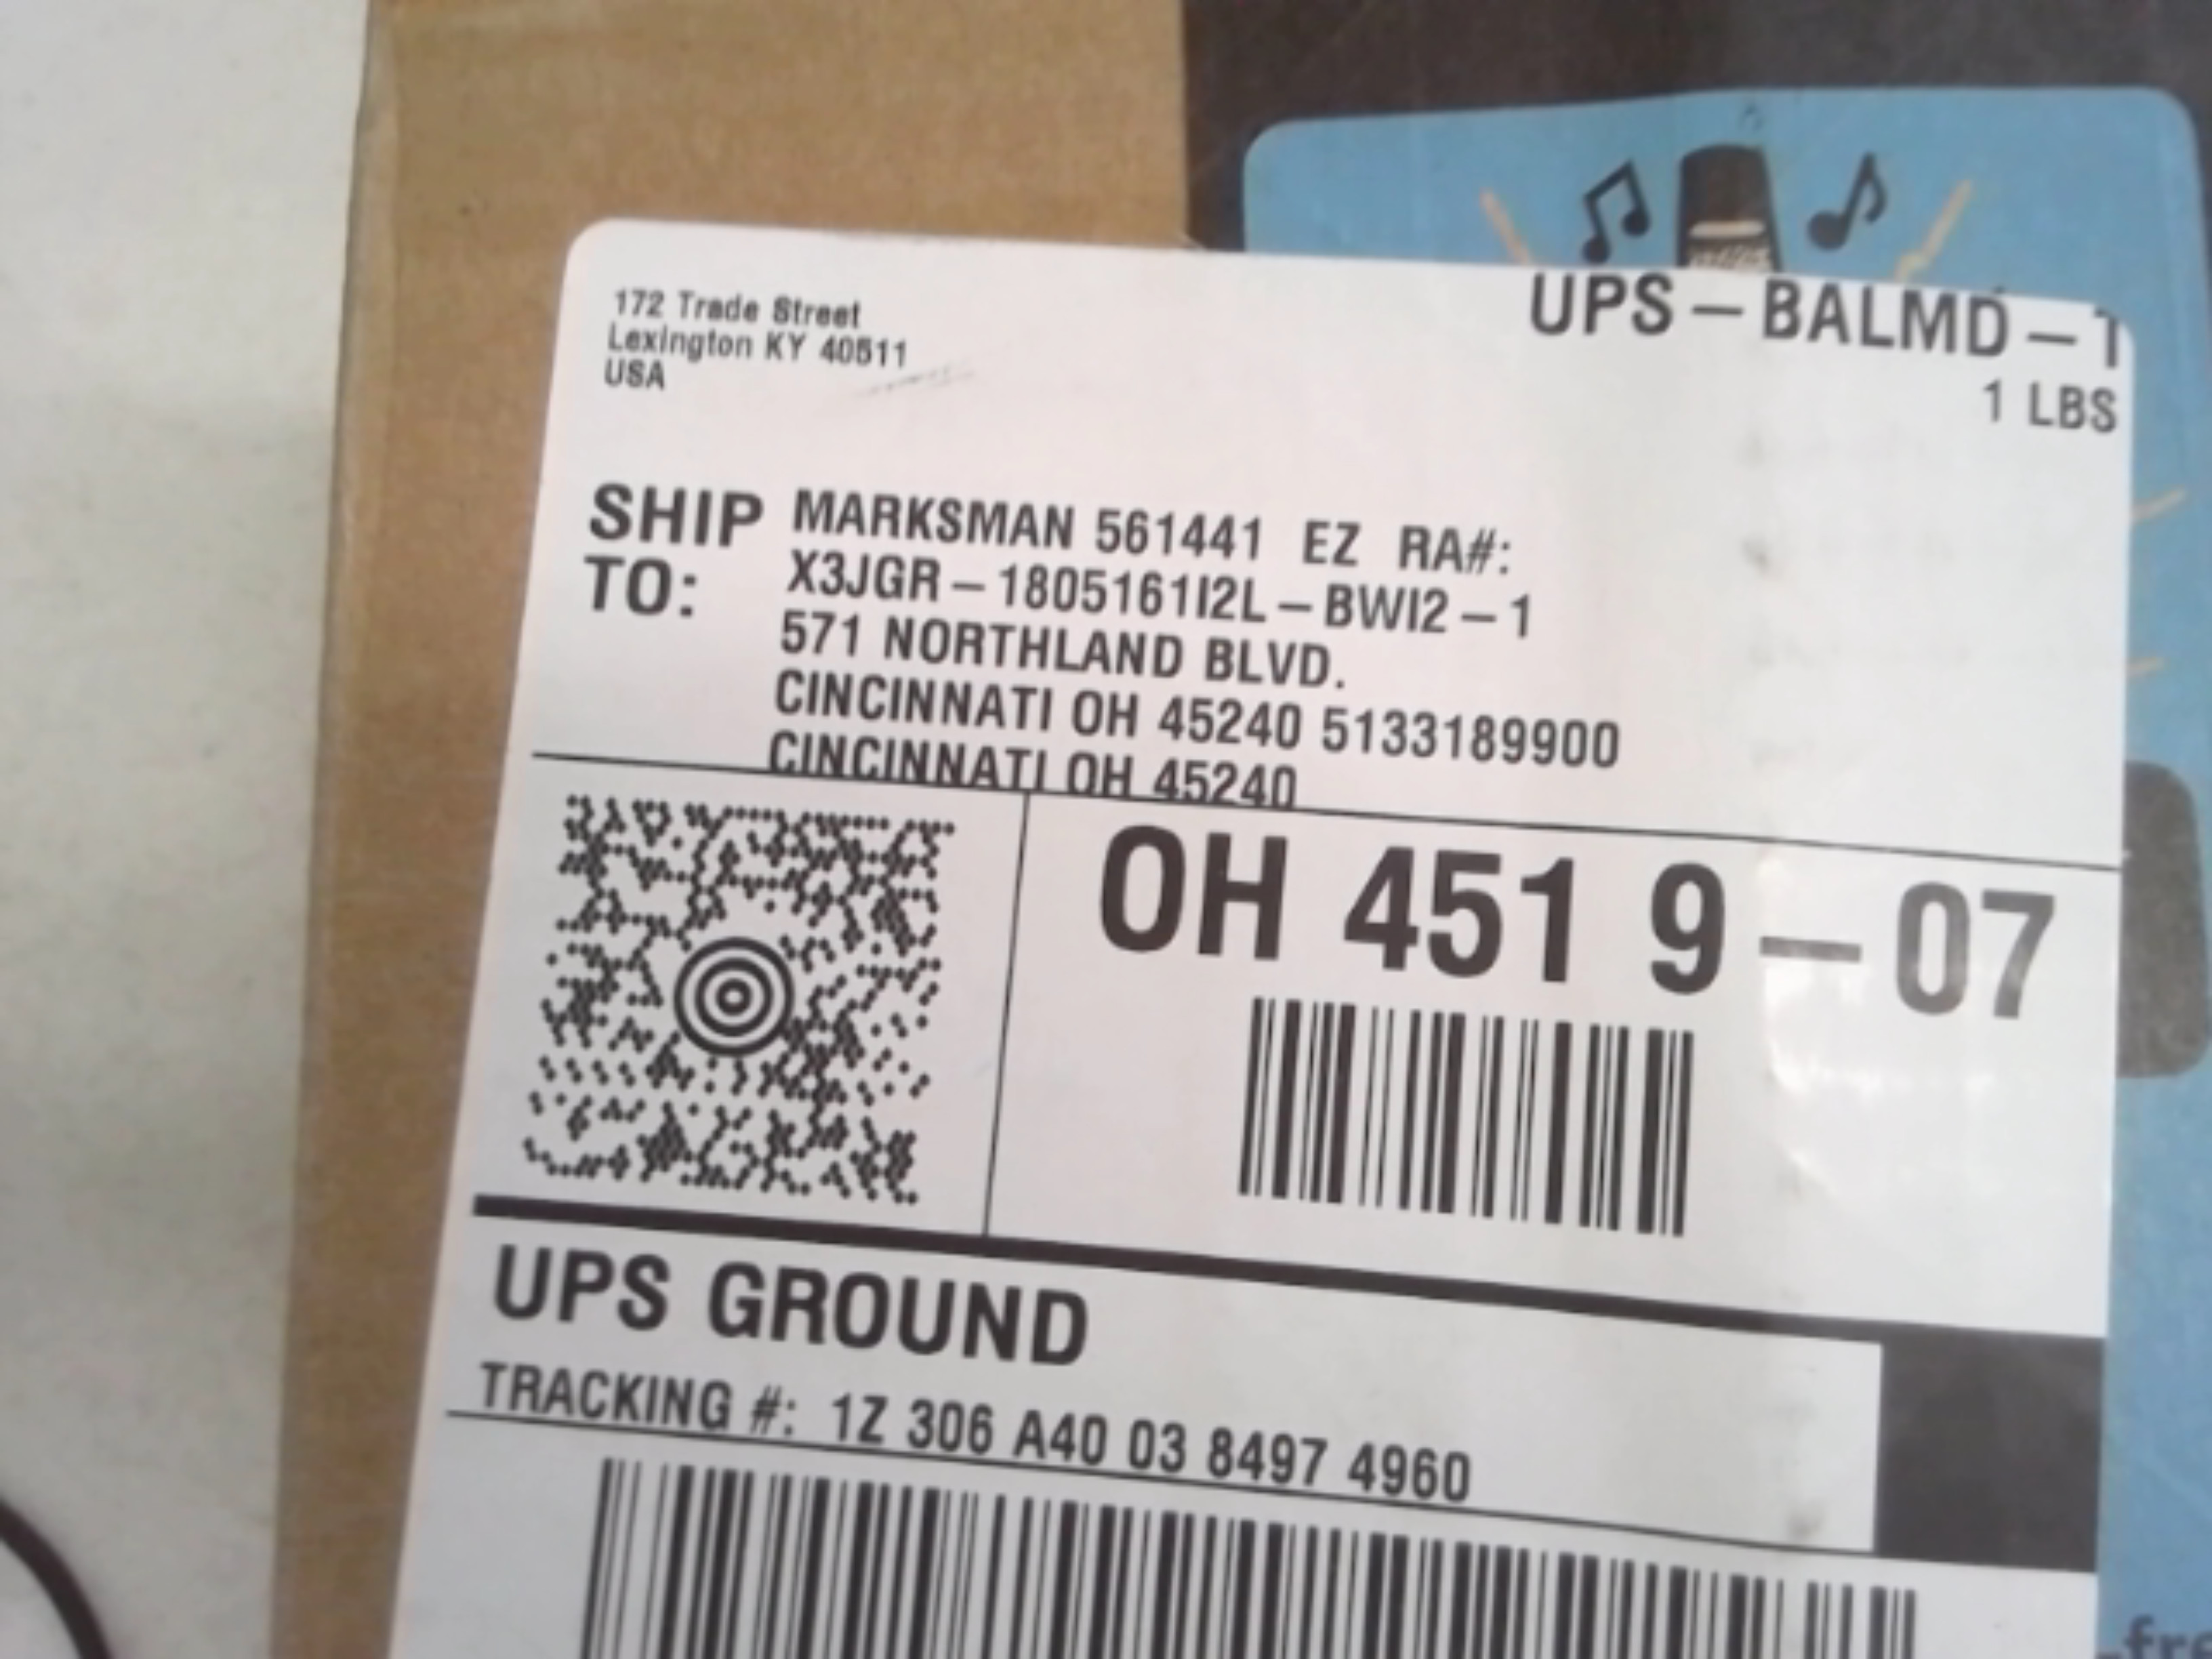 172 Trade Street
Lexington KY 40511
USA
UPS – BALMD – 1
1 LBS
SHIP TO:
MARKSMAN 561441 EZ RA#:
X3JGR – 1805161I2L – BWI2 – 1
571 NORTHLAND BLVD.
CINCINNATI OH 45240 5133189900
CINCINNATI OH 45240
OH 451 9 – 07
UPS GROUND
TRACKING #: 1Z 306 A40 03 8497 4960